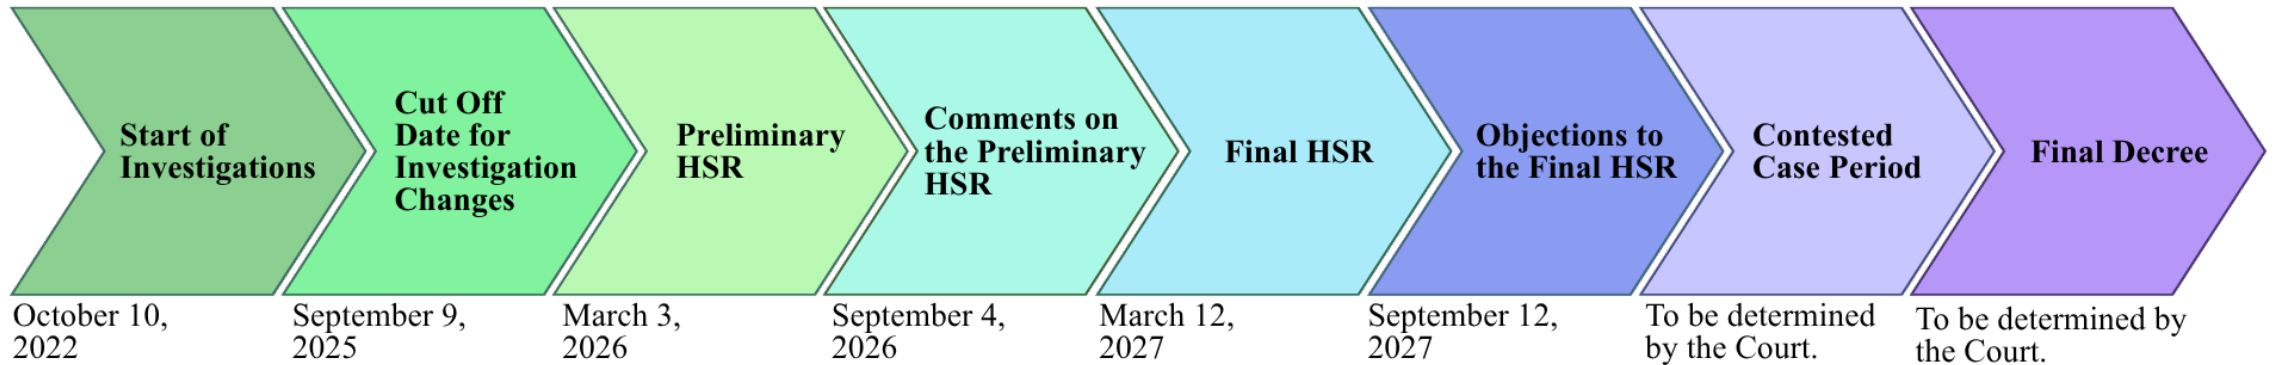 Start of
Investigations
Cut Off
Date for
Investigation
Changes
Preliminary
HSR
Comments on
the Preliminary
HSR
Final HSR
Objections to
the Final HSR
Contested
Case Period
Final Decree
October 10,
2022
September 9,
2025
March 3,
2026
September 4,
2026
March 12,
2027
September 12,
2027
To be determined
by the Court.
To be determined by
the Court.